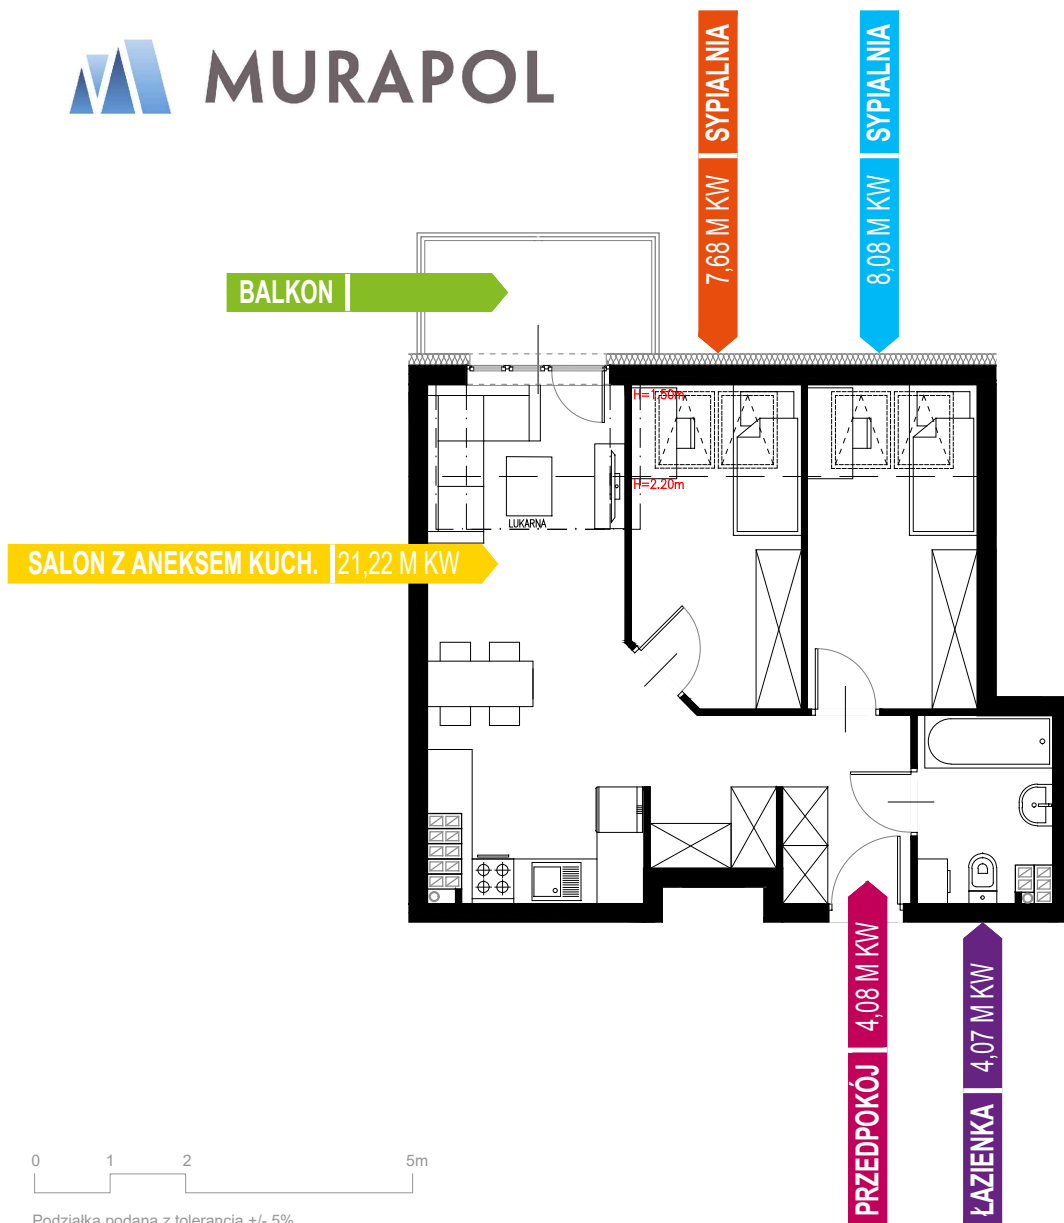 MURAPOL
SYPIALNIA
7,68 M KW
SYPIALNIA
8,08 M KW
BALKON
H=1.50m
H=2.20m
LUKARNA
SALON Z ANEKSEM KUCH. 21,22 M KW
PRZEDPOKÓJ 4,08 M KW
ŁAZIENKA 4,07 M KW
0 1 2 5m
Podziałka podana z tolerancją +/- 5%